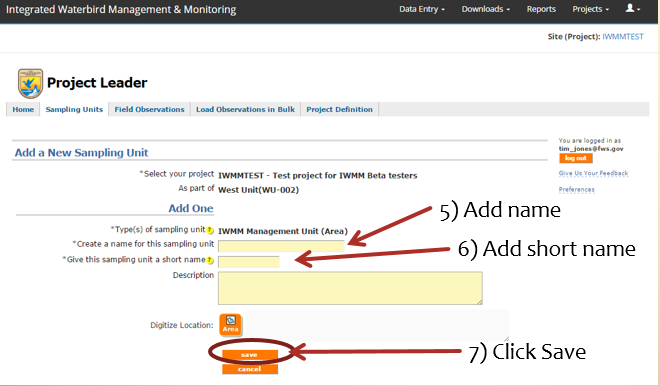 Integrated Waterbird Management & Monitoring
Data Entry Downloads Reports Projects
Site (Project): IWMMTEST
Project Leader
Home Sampling Units Field Observations Load Observations in Bulk Project Definition
You are logged in as
tim_jones@fws.gov
log out
Give Us Your Feedback
Preferences
Add a New Sampling Unit
*Select your project IWMMTEST - Test project for IWMM Beta testers
As part of West Unit(WU-002)
Add One
*Type(s) of sampling unit ? IWMM Management Unit (Area)
5) Add name
*Create a name for this sampling unit
6) Add short name
*Give this sampling unit a short name ?
Description
Digitize Location: Area
save
7) Click Save
cancel